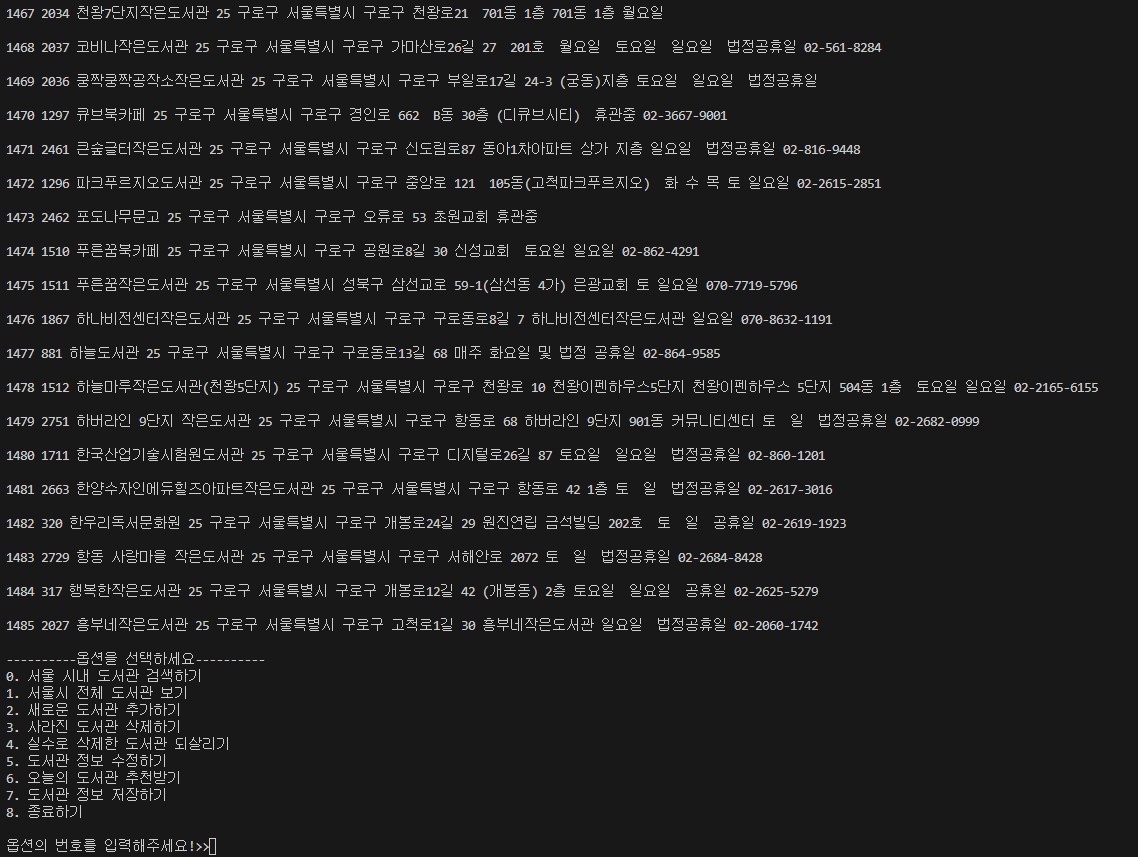 1467 2034 천왕7단지작은도서관 25 구로구 서울특별시 구로구 천왕로21  701동 1층 701동 1층 월요일
1468 2037 코비나작은도서관 25 구로구 서울특별시 구로구 가마산로26길 27  201호  월요일  토요일  일요일  법정공휴일 02-561-8284
1469 2036 쿵짝쿵짝공작소작은도서관 25 구로구 서울특별시 구로구 부일로17길 24-3 (궁동)지층 토요일  일요일  법정공휴일
1470 1297 큐브북카페 25 구로구 서울특별시 구로구 경인로 662  B동 30층 (디큐브시티)  휴관중 02-3667-9001
1471 2461 큰숲글터작은도서관 25 구로구 서울특별시 구로구 신도림로87 동아1차아파트 상가 지층 일요일  법정공휴일 02-816-9448
1472 1296 파크푸르지오도서관 25 구로구 서울특별시 구로구 중앙로 121  105동(고척파크푸르지오)  화 수 목 토 일요일 02-2615-2851
1473 2462 포도나무문고 25 구로구 서울특별시 구로구 오류로 53 초원교회 휴관중
1474 1510 푸른꿈북카페 25 구로구 서울특별시 구로구 공원로8길 30 신성교회  토요일 일요일 02-862-4291
1475 1511 푸른꿈작은도서관 25 구로구 서울특별시 성북구 삼선교로 59-1(삼선동 4가) 은광교회 토 일요일 070-7719-5796
1476 1867 하나비전센터작은도서관 25 구로구 서울특별시 구로구 구로동로8길 7 하나비전센터작은도서관 일요일 070-8632-1191
1477 881 하늘도서관 25 구로구 서울특별시 구로구 구로동로13길 68 매주 화요일 및 법정 공휴일 02-864-9585
1478 1512 하늘마루작은도서관(천왕5단지) 25 구로구 서울특별시 구로구 천왕로 10 천왕이펜하우스5단지 천왕이펜하우스 5단지 504동 1층  토요일 일요일 02-2165-6155
1479 2751 하버라인 9단지 작은도서관 25 구로구 서울특별시 구로구 항동로 68 하버라인 9단지 901동 커뮤니티센터 토  일  법정공휴일 02-2682-0999
1480 1711 한국산업기술시험원도서관 25 구로구 서울특별시 구로구 디지털로26길 87 토요일  일요일  법정공휴일 02-860-1201
1481 2663 한양수자인에듀힐즈아파트작은도서관 25 구로구 서울특별시 구로구 항동로 42 1층 토  일  법정공휴일 02-2617-3016
1482 320 한우리독서문화원 25 구로구 서울특별시 구로구 개봉로24길 29 원진연립 금석빌딩 202호  토  일  공휴일 02-2619-1923
1483 2729 항동 사랑마을 작은도서관 25 구로구 서울특별시 구로구 서해안로 2072 토  일  법정공휴일 02-2684-8428
1484 317 행복한작은도서관 25 구로구 서울특별시 구로구 개봉로12길 42 (개봉동) 2층 토요일  일요일  공휴일 02-2625-5279
1485 2027 흥부네작은도서관 25 구로구 서울특별시 구로구 고척로1길 30 흥부네작은도서관 일요일  법정공휴일 02-2060-1742
----------옵션을 선택하세요----------
0. 서울 시내 도서관 검색하기
1. 서울시 전체 도서관 보기
2. 새로운 도서관 추가하기
3. 사라진 도서관 삭제하기
4. 실수로 삭제한 도서관 되살리기
5. 도서관 정보 수정하기
6. 오늘의 도서관 추천받기
7. 도서관 정보 저장하기
8. 종료하기
옵션의 번호를 입력해주세요!>>